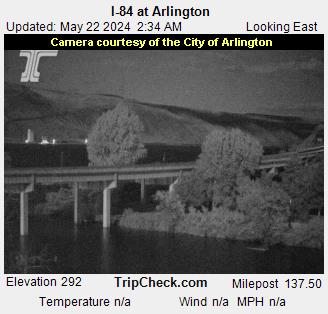 I-84 at Arlington
Updated: May 22 2024 2:34 AM Looking East
Camera courtesy of the City of Arlington
Elevation 292 TripCheck.com Milepost 137.50
Temperature n/a Wind n/a MPH n/a